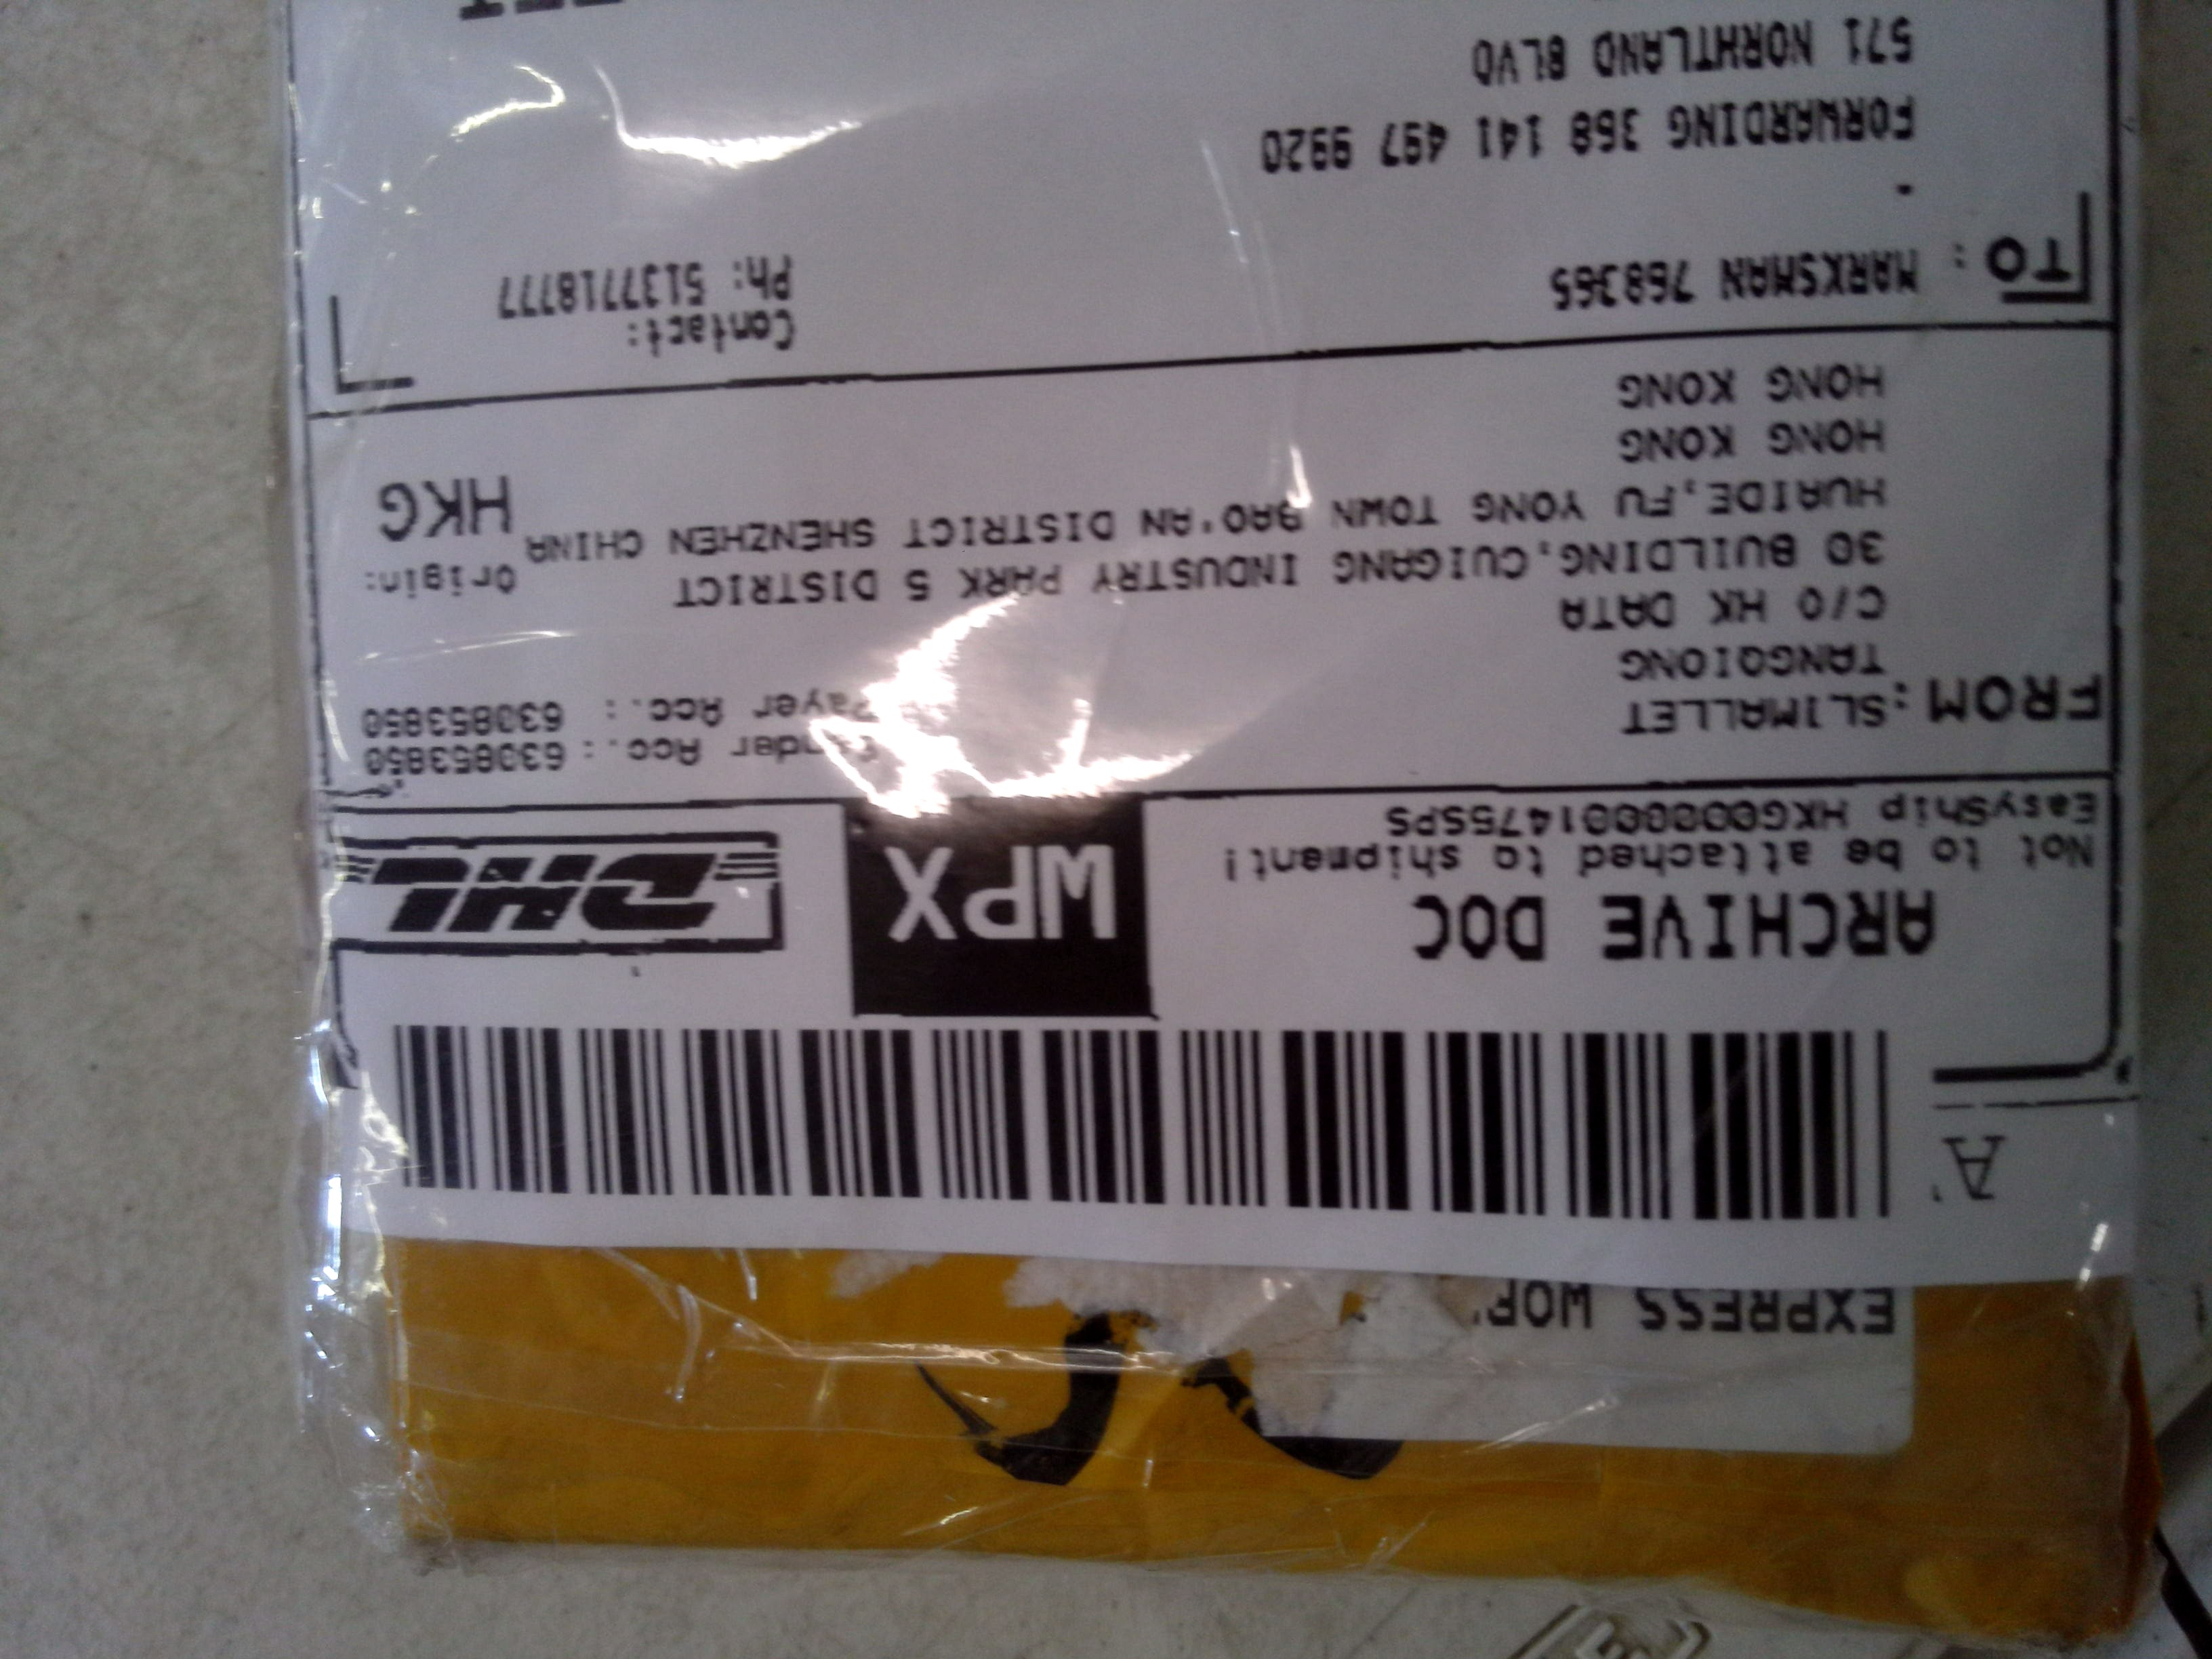 EXPRESS WOR
A'
ARCHIVE DOC
Not to be attached to shipment!
EasyShip HKG0000001475SPS
WPX
DHL
FROM: SLIMALLET
TANGQIONG
C/O HK DATA
3D BUILDING,CUIGANG INDUSTRY PARK 5 DISTRICT
HUAIDE,FU YONG TOWN BAO'AN DISTRICT SHENZHEN CHINA
HONG KONG
HONG KONG
Sender Acc.: 630853850
Payer Acc.: 630853850
Origin:
HKG
TO: MARKSMAN 768365
-
FORWARDING 368 141 497 9920
571 NORHTLAND BLVD
Contact:
Ph: 5137718777